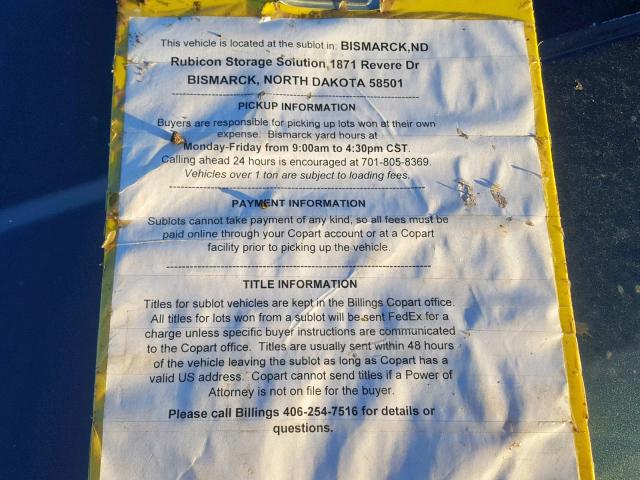 This vehicle is located at the sublot in: BISMARCK,ND
Rubicon Storage Solution 1871 Revere Dr
BISMARCK, NORTH DAKOTA 58501
------------------------------------------------------------
PICKUP INFORMATION
Buyers are responsible for picking up lots won at their own
expense. Bismarck yard hours at
Monday-Friday from 9:00am to 4:30pm CST.
Calling ahead 24 hours is encouraged at 701-805-8369.
Vehicles over 1 ton are subject to loading fees.
------------------------------------------------------------
PAYMENT INFORMATION
Sublots cannot take payment of any kind, so all fees must be
paid online through your Copart account or at a Copart
facility prior to picking up the vehicle.
------------------------------------------------------------
TITLE INFORMATION
Titles for sublot vehicles are kept in the Billings Copart office.
All titles for lots won from a sublot will be sent FedEx for a
charge unless specific buyer instructions are communicated
to the Copart office. Titles are usually sent within 48 hours
of the vehicle leaving the sublot as long as Copart has a
valid US address. Copart cannot send titles if a Power of
Attorney is not on file for the buyer.
Please call Billings 406-254-7516 for details or
questions.